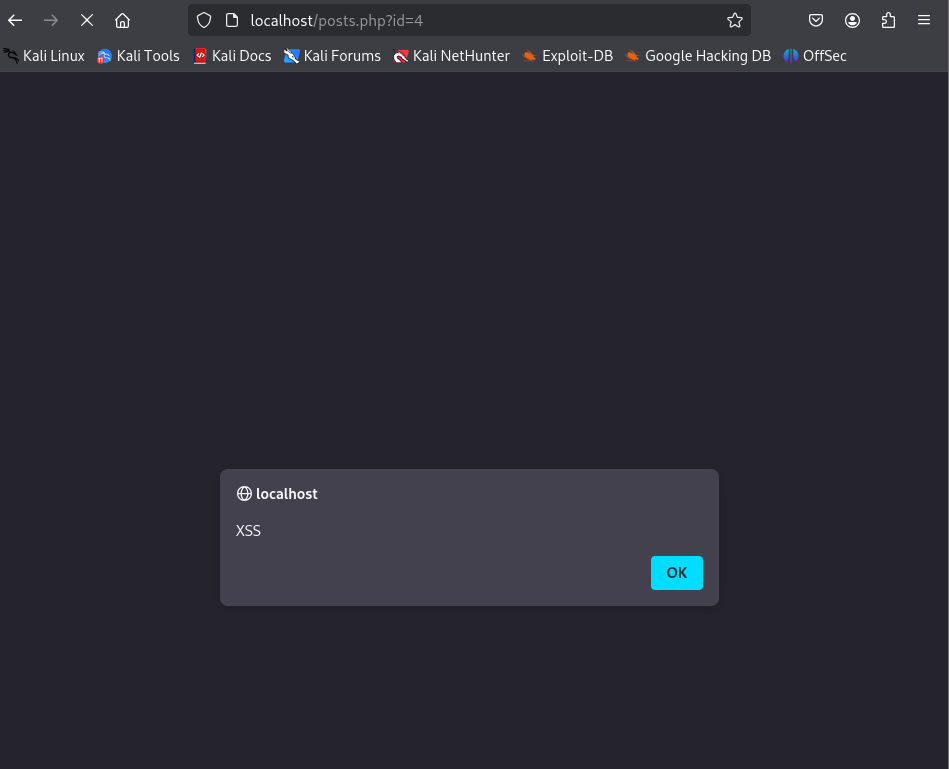 localhost/posts.php?id=4
Kali Linux Kali Tools Kali Docs Kali Forums Kali NetHunter Exploit-DB Google Hacking DB OffSec
localhost
XSS
OK